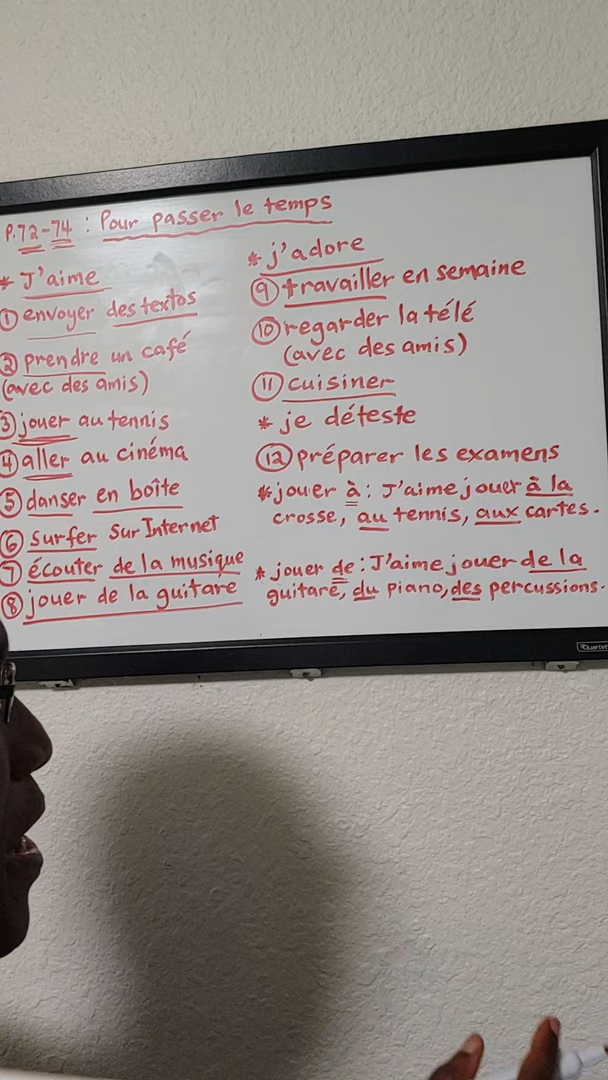 P.72-74 : Pour passer le temps
* J'aime
① envoyer des textos
② prendre un café
(avec des amis)
③ jouer au tennis
④ aller au cinéma
⑤ danser en boîte
⑥ surfer sur Internet
⑦ écouter de la musique
⑧ jouer de la guitare
* j'adore
⑨ travailler en semaine
⑩ regarder la télé
(avec des amis)
⑪ cuisiner
* je déteste
⑫ préparer les examens
* jouer à : J'aime jouer à la
crosse, au tennis, aux cartes.
* jouer de : J'aime jouer de la
guitare, du piano, des percussions.
Quartet